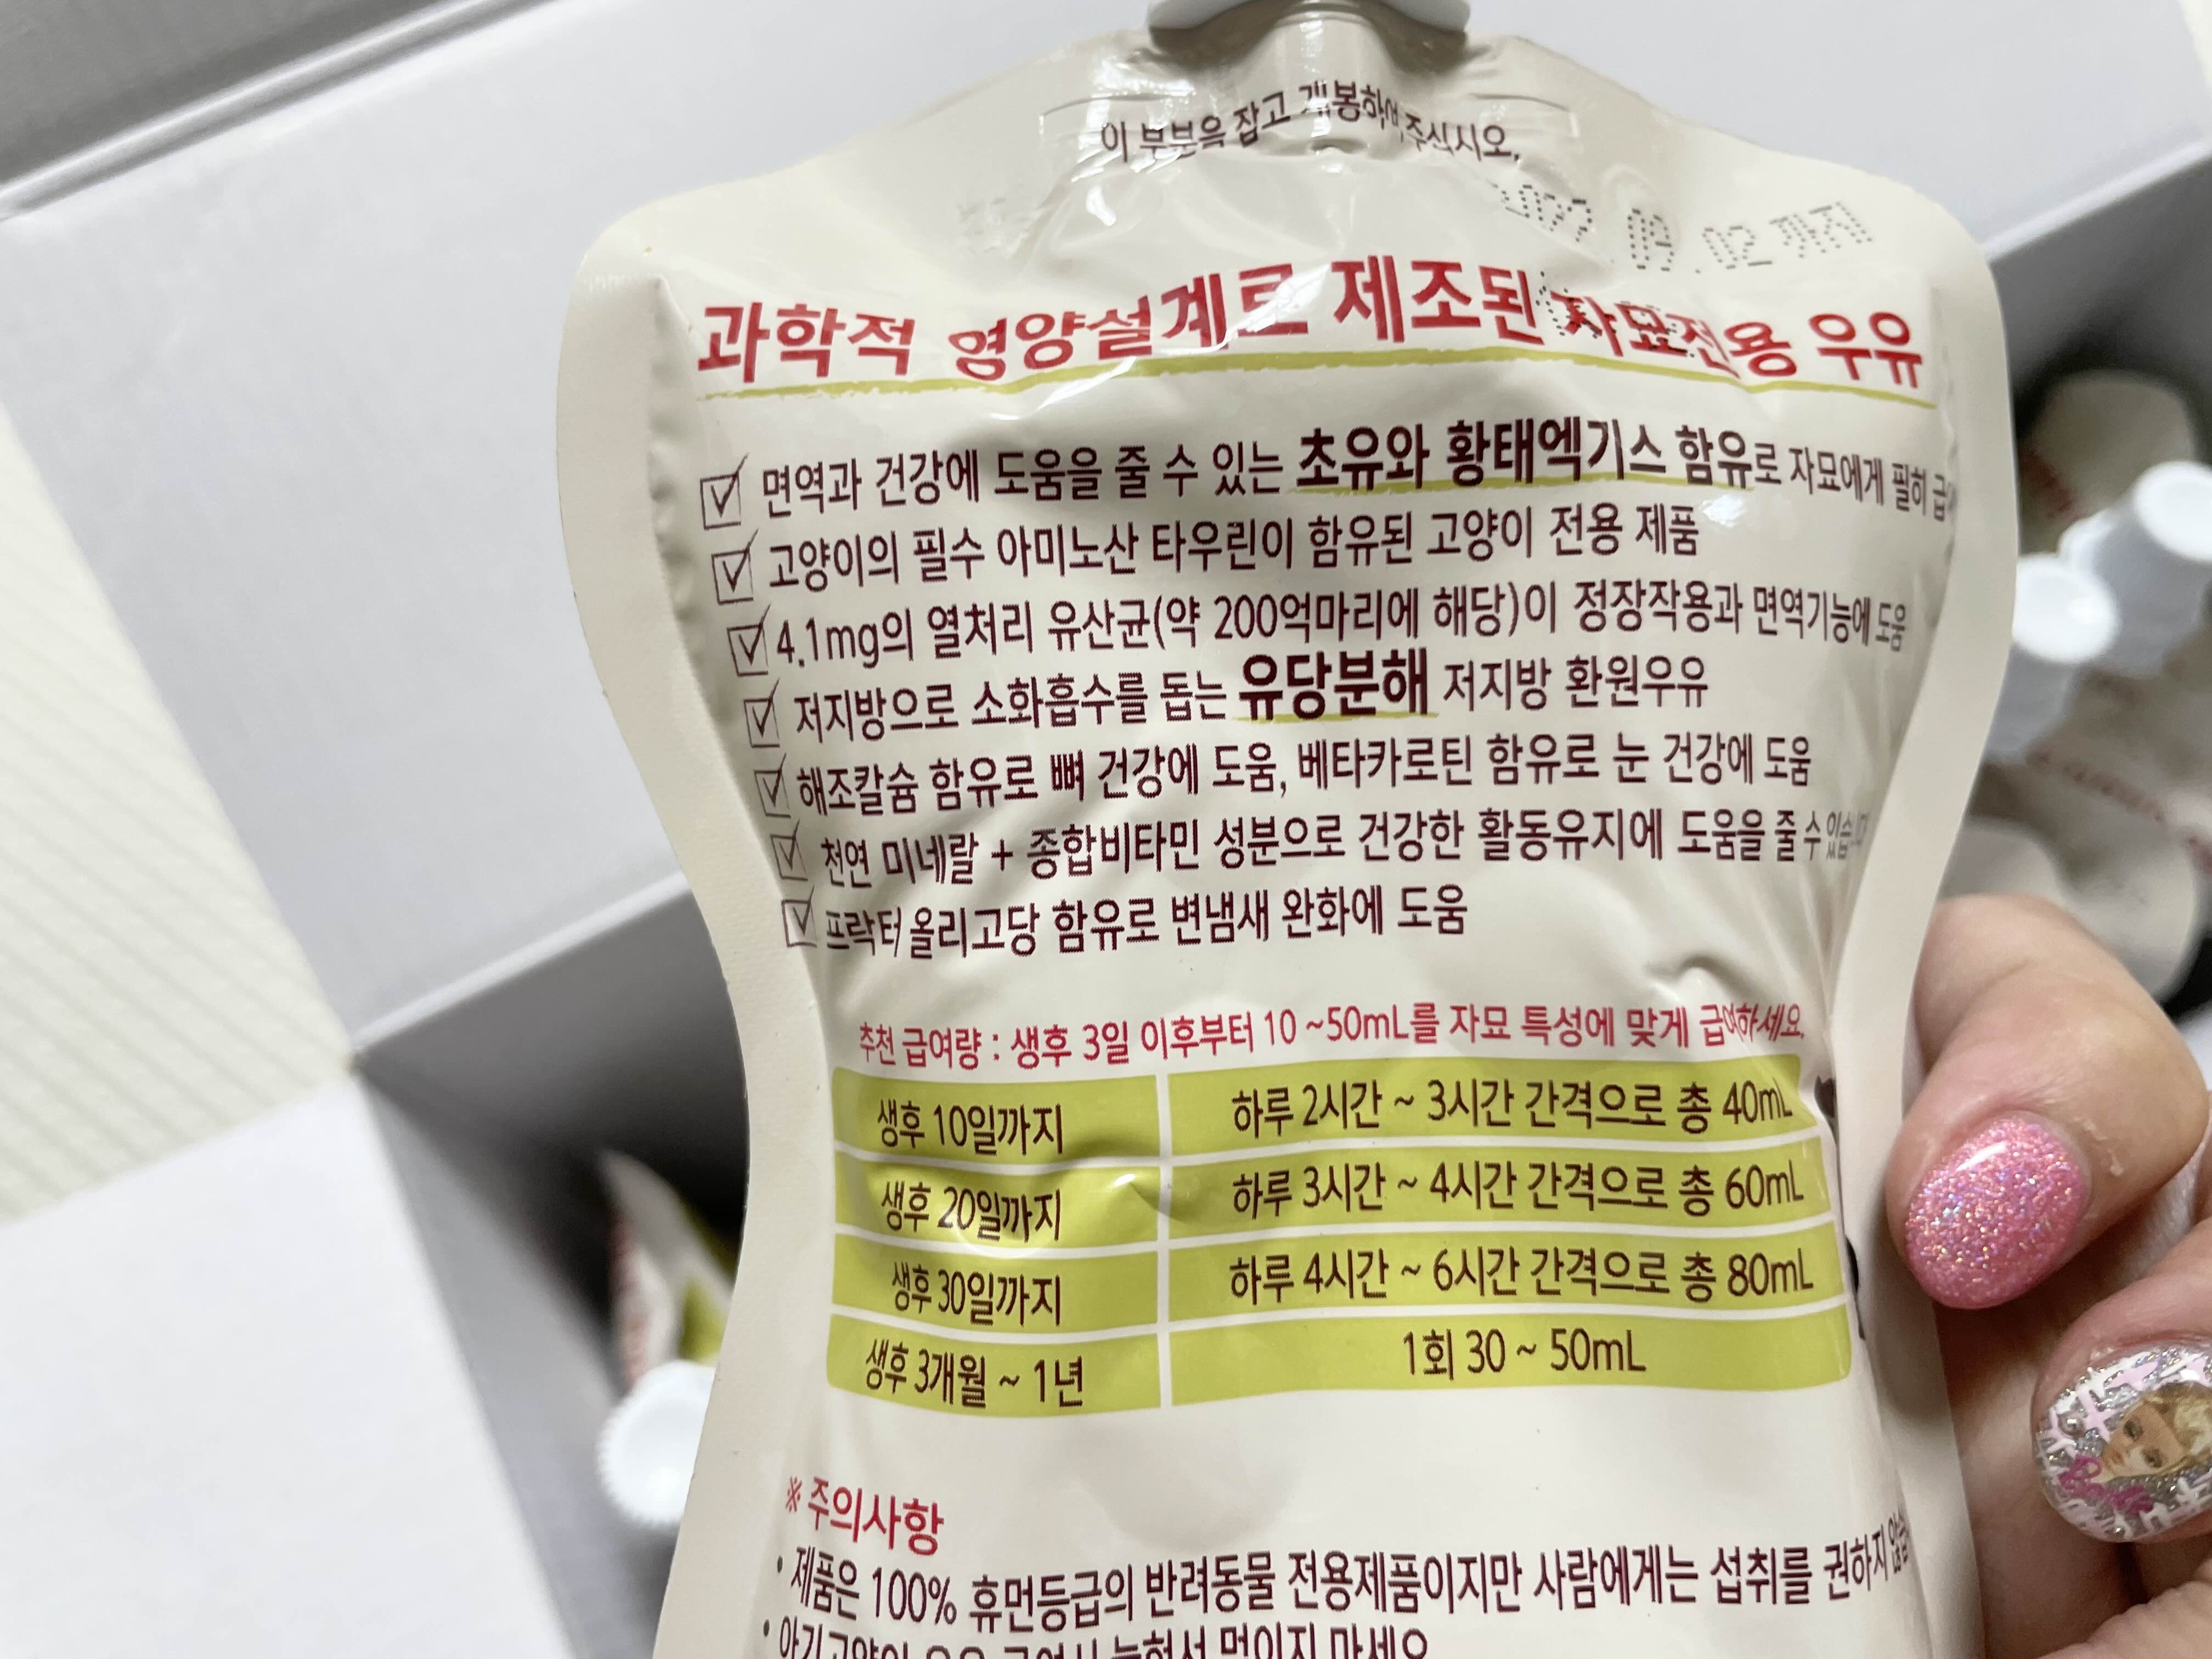 이 부분을 잡고 개봉하여 주십시오.
.09.02 까지
과학적 영양설계로 제조된 자묘전용 우유
면역과 건강에 도움을 줄 수 있는 초유와 황태엑기스 함유로 자묘에게 필히
고양이의 필수 아미노산 타우린이 함유된 고양이 전용 제품
4.1mg의 열처리 유산균(약 200억마리에 해당)이 정장작용과 면역기능에 도움
저지방으로 소화흡수를 돕는 유당분해 저지방 환원우유
해조칼슘 함유로 뼈 건강에 도움, 베타카로틴 함유로 눈 건강에 도움
천연 미네랄 + 종합비타민 성분으로 건강한 활동유지에 도움을 줄 수
프락터올리고당 함유로 변냄새 완화에 도움
추천 급여량 : 생후 3일 이후부터 10 ~50mL를 자묘 특성에 맞게 급여하세요.
생후 10일까지 하루 2시간 ~ 3시간 간격으로 총 40mL
생후 20일까지 하루 3시간 ~ 4시간 간격으로 총 60mL
생후 30일까지 하루 4시간 ~ 6시간 간격으로 총 80mL
생후 3개월 ~ 1년 1회 30 ~ 50mL
※ 주의사항
• 제품은 100% 휴먼등급의 반려동물 전용제품이지만 사람에게는 섭취를 권하지
• 아기고양이 우유 급여시 눕혀서 먹이지 마세요